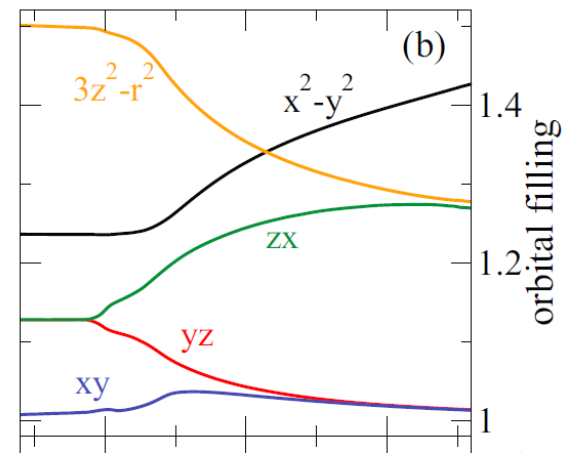 (b)
3z²-r²
x²-y²
1.4
zx
1.2
yz
xy
1
orbital filling